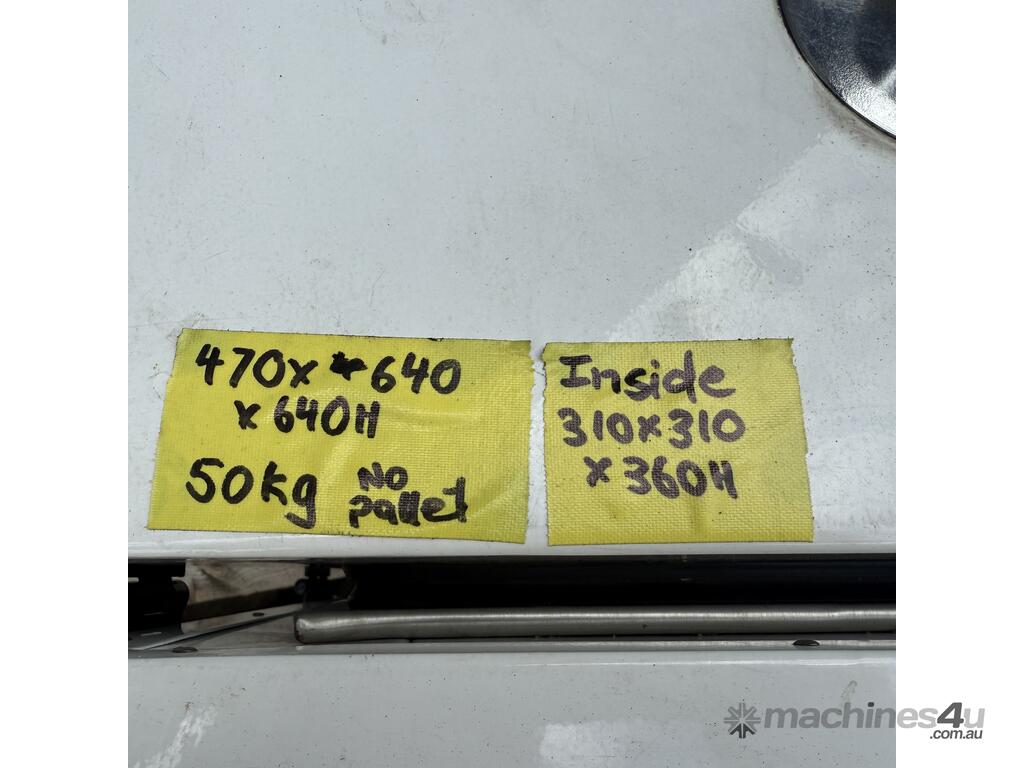 470x 640
x 640H
50kg NO
pallet
Inside
310x310
x 360H
machines4u
.com.au